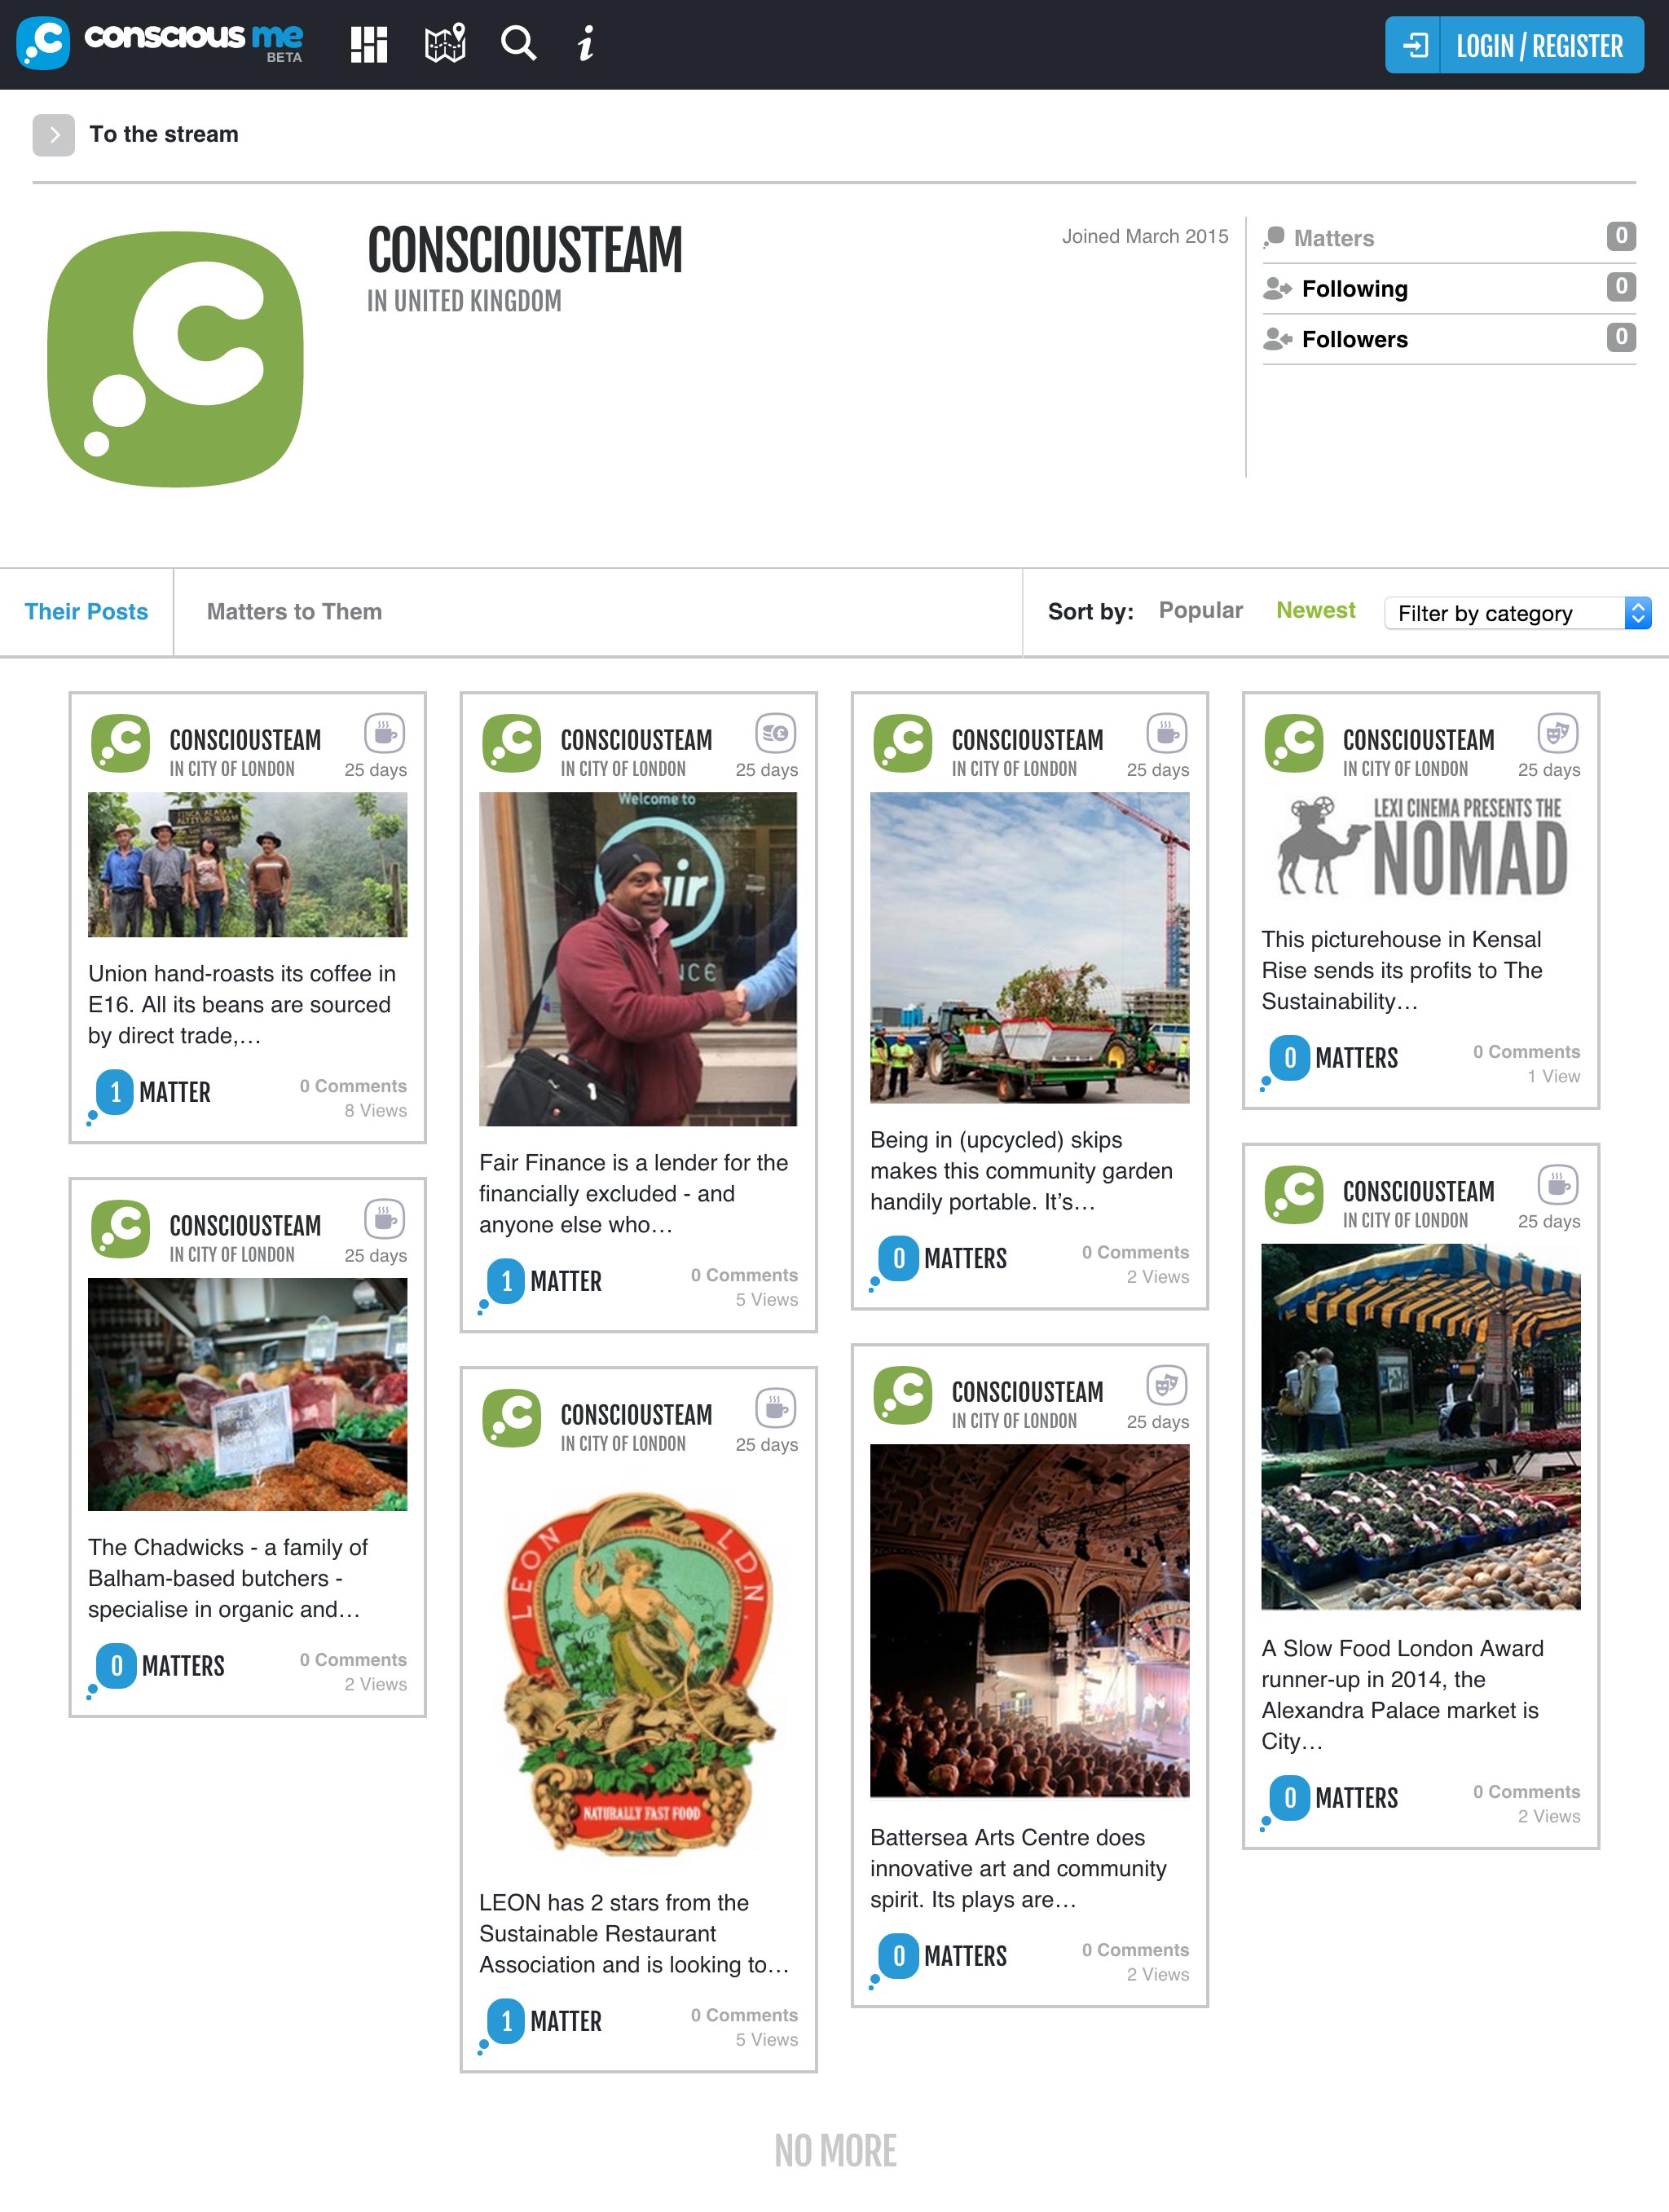 conscious me
BETA
LOGIN / REGISTER
To the stream
CONSCIOUSTEAM
IN UNITED KINGDOM
Joined March 2015
Matters 0
Following 0
Followers 0
Their Posts
Matters to Them
Sort by: Popular Newest Filter by category
CONSCIOUSTEAM
IN CITY OF LONDON
25 days
Union hand-roasts its coffee in
E16. All its beans are sourced
by direct trade,…
1 MATTER
0 Comments
8 Views
CONSCIOUSTEAM
IN CITY OF LONDON
25 days
The Chadwicks - a family of
Balham-based butchers -
specialise in organic and…
0 MATTERS
0 Comments
2 Views
CONSCIOUSTEAM
IN CITY OF LONDON
25 days
Welcome to
Fair Finance is a lender for the
financially excluded - and
anyone else who…
1 MATTER
0 Comments
5 Views
CONSCIOUSTEAM
IN CITY OF LONDON
25 days
LEON LDN.
NATURALLY FAST FOOD
LEON has 2 stars from the
Sustainable Restaurant
Association and is looking to…
1 MATTER
0 Comments
5 Views
CONSCIOUSTEAM
IN CITY OF LONDON
25 days
Being in (upcycled) skips
makes this community garden
handily portable. It’s…
0 MATTERS
0 Comments
2 Views
CONSCIOUSTEAM
IN CITY OF LONDON
25 days
Battersea Arts Centre does
innovative art and community
spirit. Its plays are…
0 MATTERS
0 Comments
2 Views
CONSCIOUSTEAM
IN CITY OF LONDON
25 days
LEXI CINEMA PRESENTS THE
NOMAD
This picturehouse in Kensal
Rise sends its profits to The
Sustainability…
0 MATTERS
0 Comments
1 View
CONSCIOUSTEAM
IN CITY OF LONDON
25 days
A Slow Food London Award
runner-up in 2014, the
Alexandra Palace market is
City…
0 MATTERS
0 Comments
2 Views
NO MORE